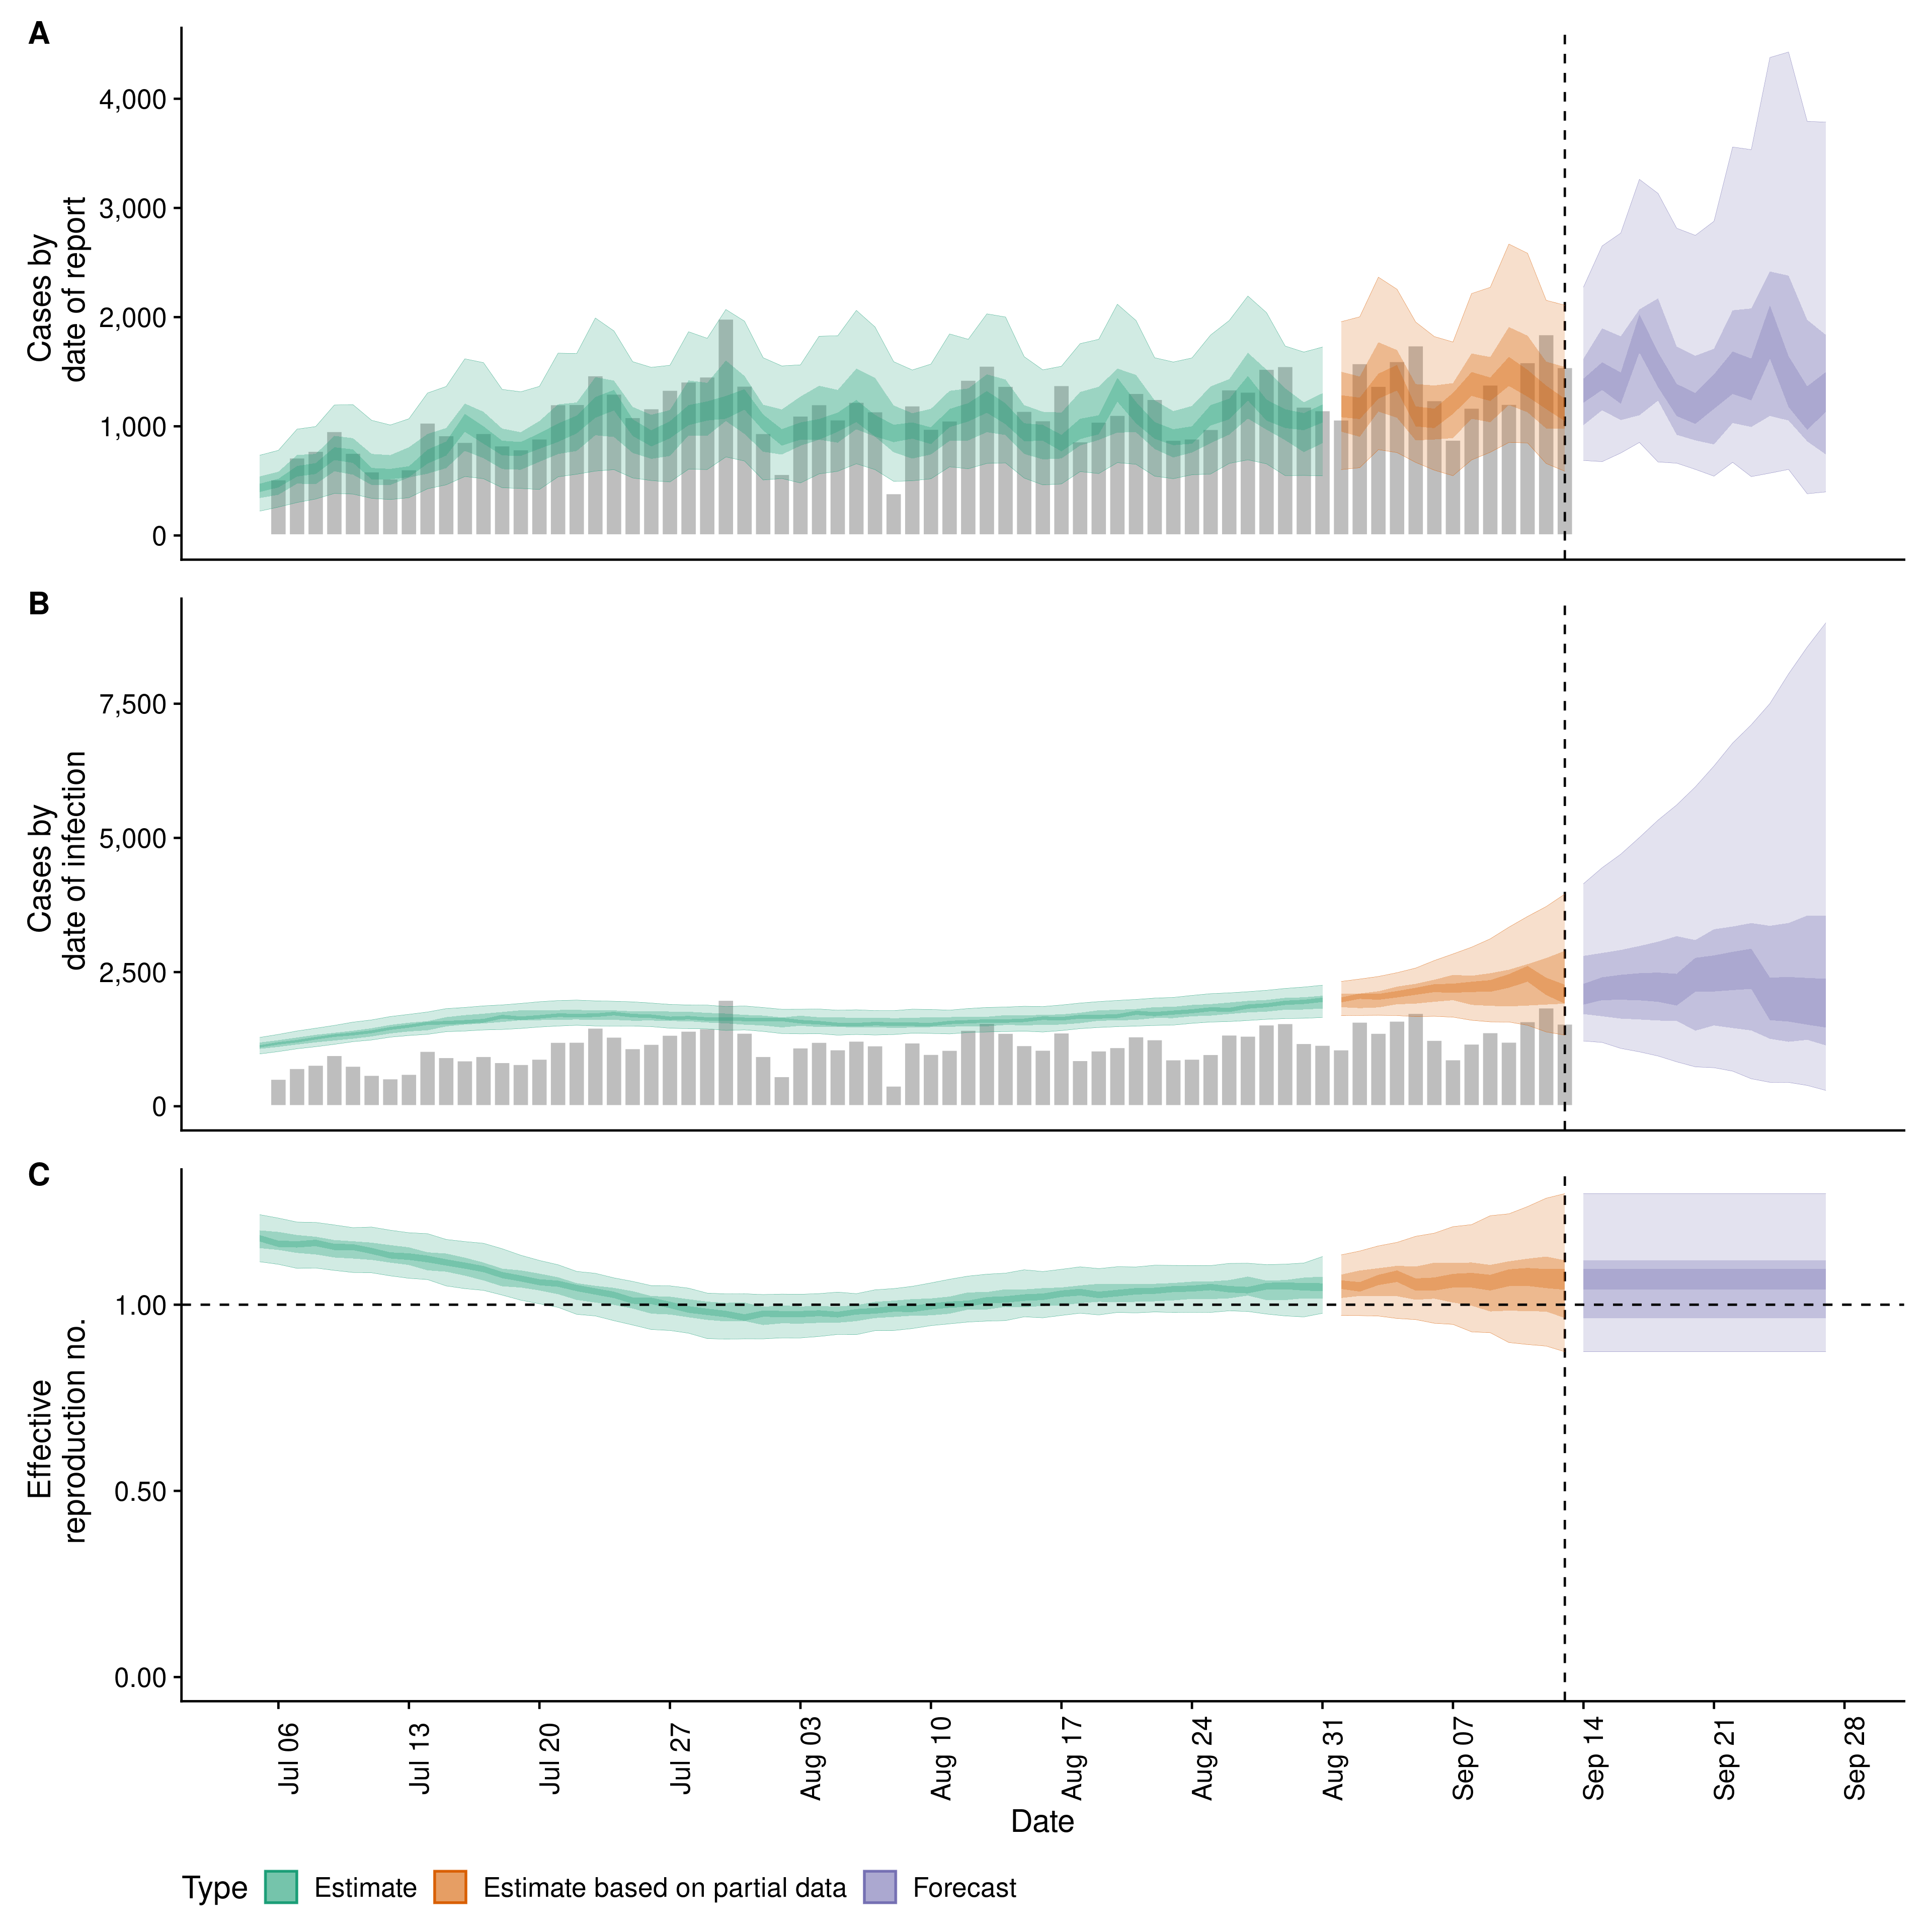 A
Cases by
date of report
4,000
3,000
2,000
1,000
0
B
Cases by
date of infection
7,500
5,000
2,500
0
C
Effective
reproduction no.
1.00
0.50
0.00
Jul 06
Jul 13
Jul 20
Jul 27
Aug 03
Aug 10
Aug 17
Aug 24
Aug 31
Sep 07
Sep 14
Sep 21
Sep 28
Date
Type Estimate Estimate based on partial data Forecast